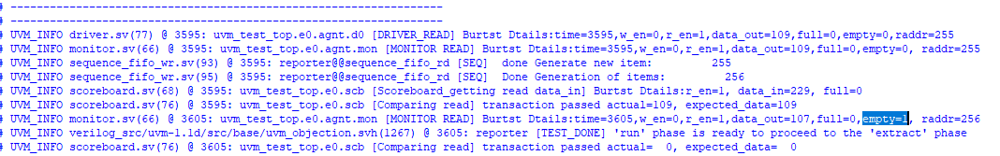 # ----------------------------------------------------------------
# ----------------------------------------------------------------
# UVM_INFO driver.sv(77) @ 3595: uvm_test_top.e0.agnt.d0 [DRIVER_READ] Burtst Dtails:time=3595,w_en=0,r_en=1,data_out=109,full=0,empty=0,raddr=255
# UVM_INFO monitor.sv(66) @ 3595: uvm_test_top.e0.agnt.mon [MONITOR READ] Burtst Dtails:time=3595,w_en=0,r_en=1,data_out=109,full=0,empty=0, raddr=255
# UVM_INFO sequence_fifo_wr.sv(93) @ 3595: reporter@@sequence_fifo_rd [SEQ]  done Generate new item:         255
# UVM_INFO sequence_fifo_wr.sv(95) @ 3595: reporter@@sequence_fifo_rd [SEQ]  Done Generation of items:         256
# UVM_INFO scoreboard.sv(68) @ 3595: uvm_test_top.e0.scb [Scoreboard_getting read data_in] Burtst Dtails:r_en=1, data_in=229, full=0
# UVM_INFO scoreboard.sv(76) @ 3595: uvm_test_top.e0.scb [Comparing read] transaction passed actual=109, expected_data=109
# UVM_INFO monitor.sv(66) @ 3605: uvm_test_top.e0.agnt.mon [MONITOR READ] Burtst Dtails:time=3605,w_en=0,r_en=1,data_out=107,full=0,empty=1, raddr=256
# UVM_INFO verilog_src/uvm-1.1d/src/base/uvm_objection.svh(1267) @ 3605: reporter [TEST_DONE] 'run' phase is ready to proceed to the 'extract' phase
# UVM_INFO scoreboard.sv(76) @ 3605: uvm_test_top.e0.scb [Comparing read] transaction passed actual=  0, expected_data=  0